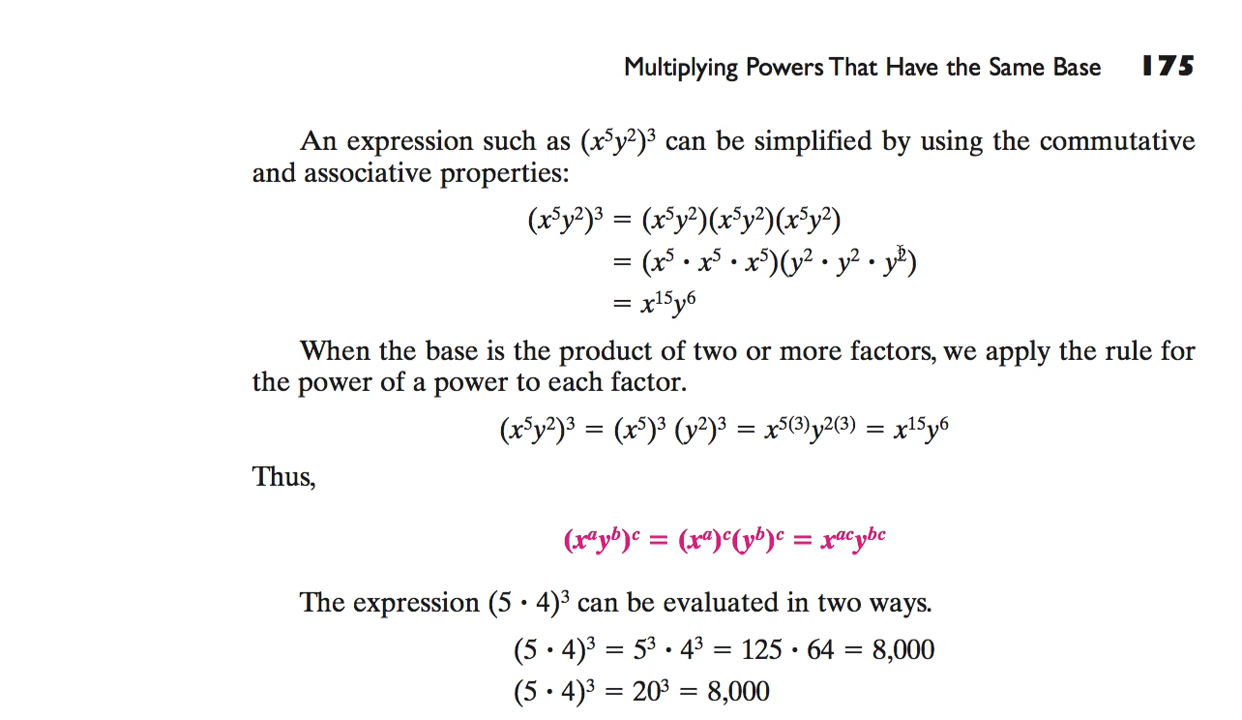 Multiplying Powers That Have the Same Base 175
An expression such as (x⁵y²)³ can be simplified by using the commutative
and associative properties:
(x⁵y²)³ = (x⁵y²)(x⁵y²)(x⁵y²)
= (x⁵ · x⁵ · x⁵)(y² · y² · y²)
= x¹⁵y⁶
When the base is the product of two or more factors, we apply the rule for
the power of a power to each factor.
(x⁵y²)³ = (x⁵)³ (y²)³ = x⁵⁽³⁾y²⁽³⁾ = x¹⁵y⁶
Thus,
(xᵃyᵇ)ᶜ = (xᵃ)ᶜ(yᵇ)ᶜ = xᵃᶜyᵇᶜ
The expression (5 · 4)³ can be evaluated in two ways.
(5 · 4)³ = 5³ · 4³ = 125 · 64 = 8,000
(5 · 4)³ = 20³ = 8,000